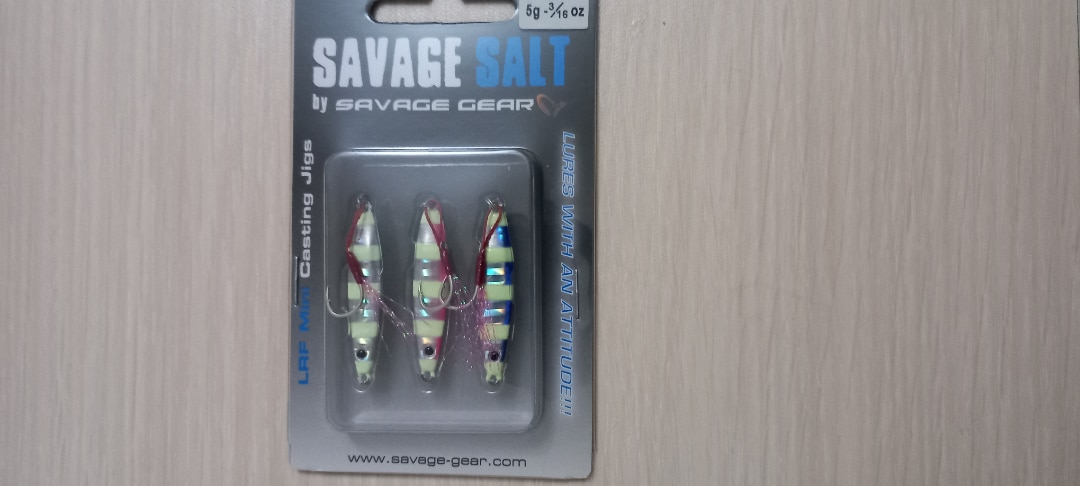 5g - 3/16 oz
SAVAGE SALT
by SAVAGE GEAR
LRF Mini Casting Jigs
LURES WITH AN ATTITUDE!!!
www.savage-gear.com